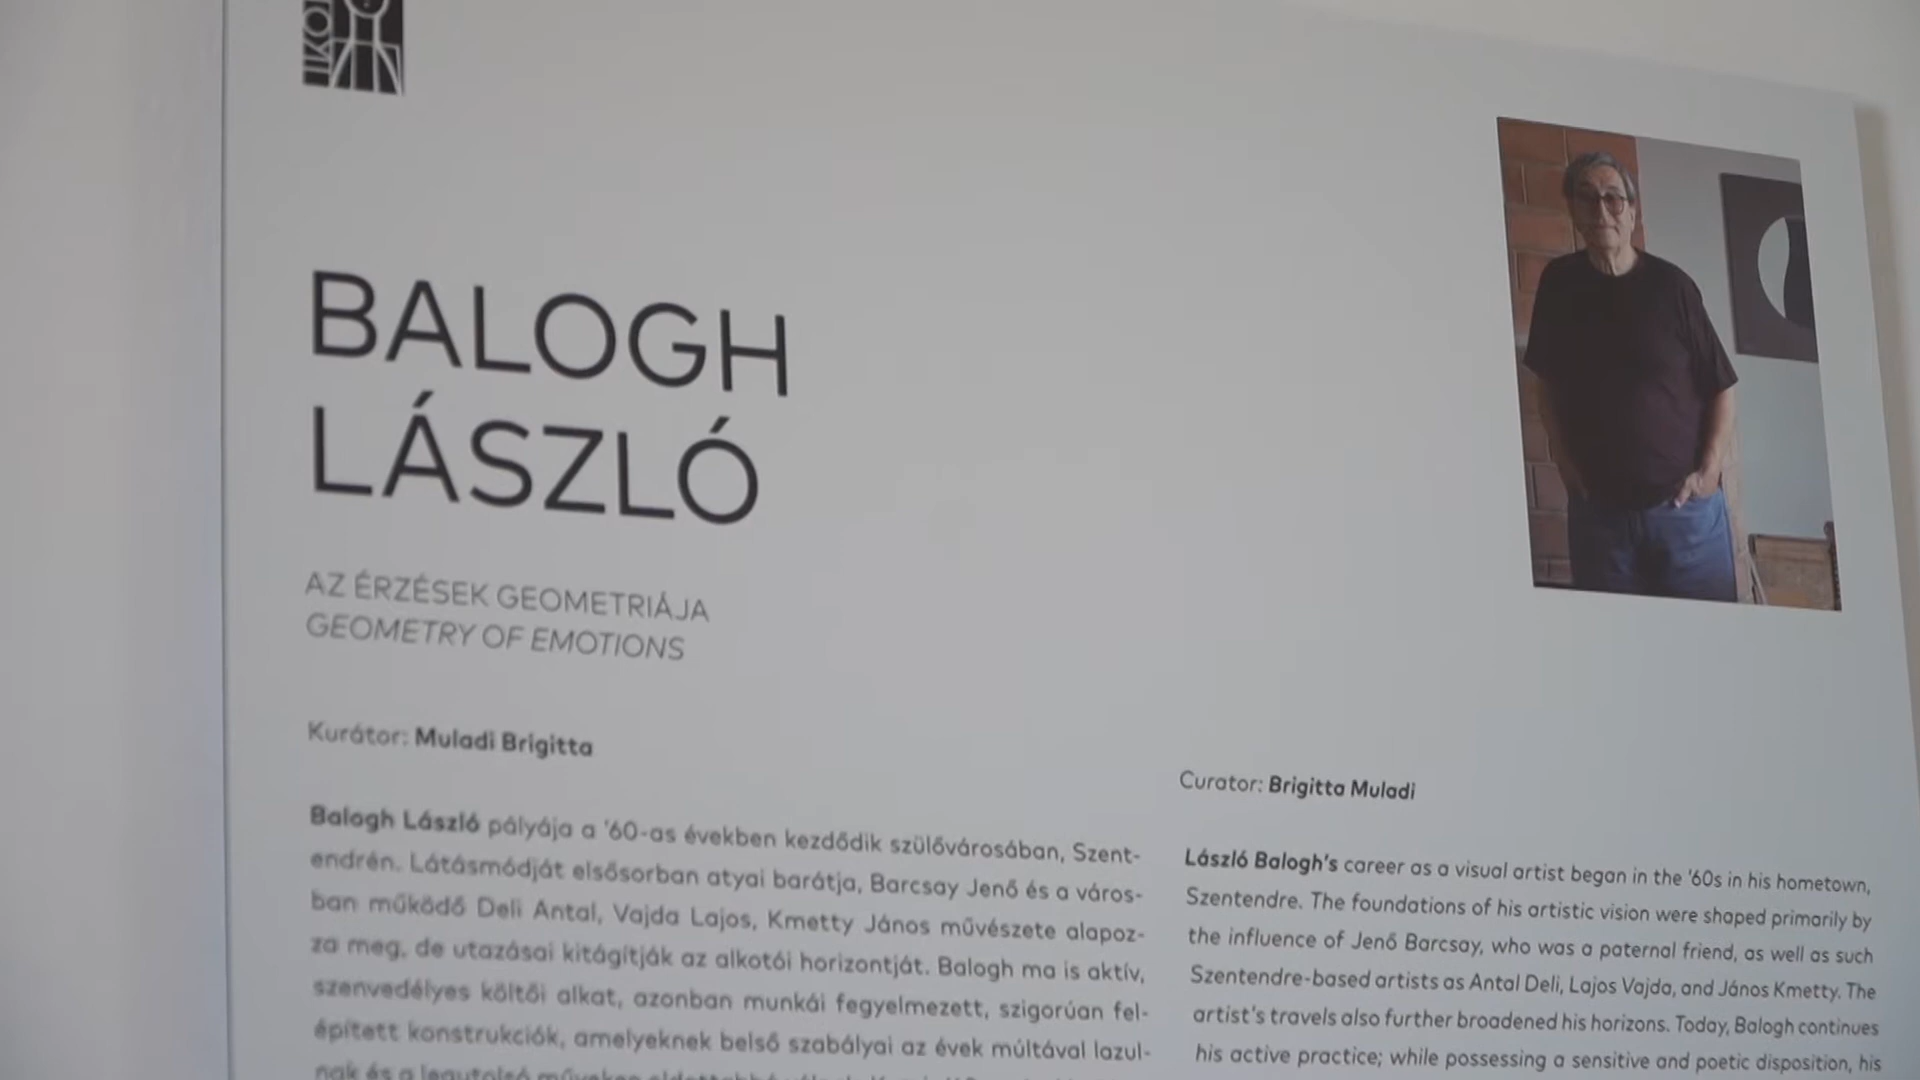 BALOGH
LÁSZLÓ
AZ ÉRZÉSEK GEOMETRIÁJA
GEOMETRY OF EMOTIONS
Kurátor: Muladi Brigitta
Balogh László pályája a '60-as években kezdődik szülővárosában, Szent-
endrén. Látásmódját elsősorban atyai barátja, Barcsay Jenő és a város-
ban működő Deli Antal, Vajda Lajos, Kmetty János művészete alapoz-
za meg, de utazásai kitágítják az alkotói horizontját. Balogh ma is aktív,
szenvedélyes költői alkat, azonban munkái fegyelmezett, szigorúan fel-
épített konstrukciók, amelyeknek belső szabályai az évek múltával lazul-
nak és a legutolsó
Curator: Brigitta Muladi
László Balogh's career as a visual artist began in the '60s in his hometown,
Szentendre. The foundations of his artistic vision were shaped primarily by
the influence of Jenő Barcsay, who was a paternal friend, as well as such
Szentendre-based artists as Antal Deli, Lajos Vajda, and János Kmetty. The
artist's travels also further broadened his horizons. Today, Balogh continues
his active practice; while possessing a sensitive and poetic disposition, his